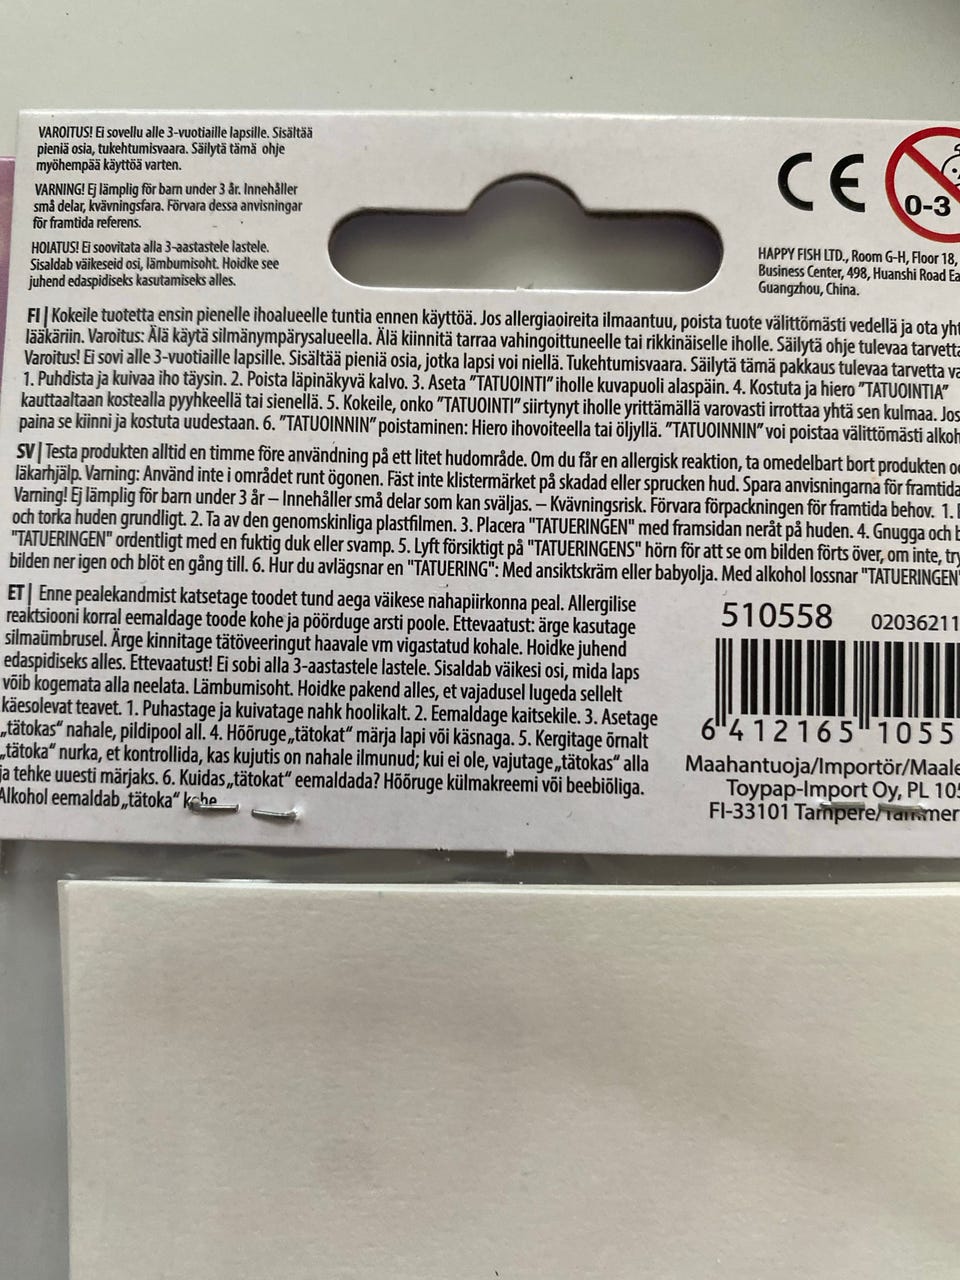 VAROITUS! Ei sovellu alle 3-vuotiaille lapsille. Sisältää
pieniä osia, tukehtumisvaara. Säilytä tämä ohje
myöhempää käyttöä varten.
VARNING! Ej lämplig för barn under 3 år. Innehåller
små delar, kvävningsfara. Förvara dessa anvisningar
för framtida referens.
HOIATUS! Ei soovitata alla 3-aastastele lastele.
Sisaldab väikeseid osi, lämbumisoht. Hoidke see
juhend edaspidiseks kasutamiseks alles.
CE
0-3
HAPPY FISH LTD., Room G-H, Floor 18,
Business Center, 498, Huanshi Road Ea
Guangzhou, China.
FI | Kokeile tuotetta ensin pienelle ihoalueelle tuntia ennen käyttöä. Jos allergiaoireita ilmaantuu, poista tuote välittömästi vedellä ja ota yht
lääkäriin. Varoitus: Älä käytä silmänympärysalueella. Älä kiinnitä tarraa vahingoittuneelle tai rikkinäiselle iholle. Säilytä ohje tulevaa tarvetta
Varoitus! Ei sovi alle 3-vuotiaille lapsille. Sisältää pieniä osia, jotka lapsi voi niellä. Tukehtumisvaara. Säilytä tämä pakkaus tulevaa tarvetta va
1. Puhdista ja kuivaa iho täysin. 2. Poista läpinäkyvä kalvo. 3. Aseta "TATUOINTI" iholle kuvapuoli alaspäin. 4. Kostuta ja hiero "TATUOINTIA"
kauttaaltaan kostealla pyyhkeellä tai sienellä. 5. Kokeile, onko "TATUOINTI" siirtynyt iholle yrittämällä varovasti irrottaa yhtä sen kulmaa. Jos
paina se kiinni ja kostuta uudestaan. 6. "TATUOINNIN" poistaminen: Hiero ihovoiteella tai öljyllä. "TATUOINNIN" voi poistaa välittömästi alkoh
SV | Testa produkten alltid en timme före användning på ett litet hudområde. Om du får en allergisk reaktion, ta omedelbart bort produkten oc
läkarhjälp. Varning: Använd inte i området runt ögonen. Fäst inte klistermärket på skadad eller sprucken hud. Spara anvisningarna för framtida
Varning! Ej lämplig för barn under 3 år – Innehåller små delar som kan sväljas. – Kvävningsrisk. Förvara förpackningen för framtida behov. 1.
och torka huden grundligt. 2. Ta av den genomskinliga plastfilmen. 3. Placera "TATUERINGEN" med framsidan neråt på huden. 4. Gnugga och b
"TATUERINGEN" ordentligt med en fuktig duk eller svamp. 5. Lyft försiktigt på "TATUERINGENS" hörn för att se om bilden förts över, om inte, try
bilden ner igen och blöt en gång till. 6. Hur du avlägsnar en "TATUERING": Med ansiktskräm eller babyolja. Med alkohol lossnar "TATUERINGEN"
ET | Enne pealekandmist katsetage toodet tund aega väikese nahapiirkonna peal. Allergilise
reaktsiooni korral eemaldage toode kohe ja pöörduge arsti poole. Ettevaatust: ärge kasutage
silmaümbrusel. Ärge kinnitage tätoveeringut haavale vm vigastatud kohale. Hoidke juhend
edaspidiseks alles. Ettevaatust! Ei sobi alla 3-aastastele lastele. Sisaldab väikesi osi, mida laps
võib kogemata alla neelata. Lämbumisoht. Hoidke pakend alles, et vajadusel lugeda sellelt
käesolevat teavet. 1. Puhastage ja kuivatage nahk hoolikalt. 2. Eemaldage kaitsekile. 3. Asetage
„tätokas“ nahale, pildipool all. 4. Hõõruge „tätokat“ märja lapi või käsnaga. 5. Kergitage õrnalt
„tätoka“ nurka, et kontrollida, kas kujutis on nahale ilmunud; kui ei ole, vajutage „tätokas“ alla
ja tehke uuesti märjaks. 6. Kuidas „tätokat“ eemaldada? Hõõruge külmakreemi või beebiõliga.
Alkohol eemaldab „tätoka“ kohe
510558 02036211
6 412165 1055
Maahantuoja/Importör/Maale
Toypap-Import Oy, PL 105
FI-33101 Tampere/Tammer